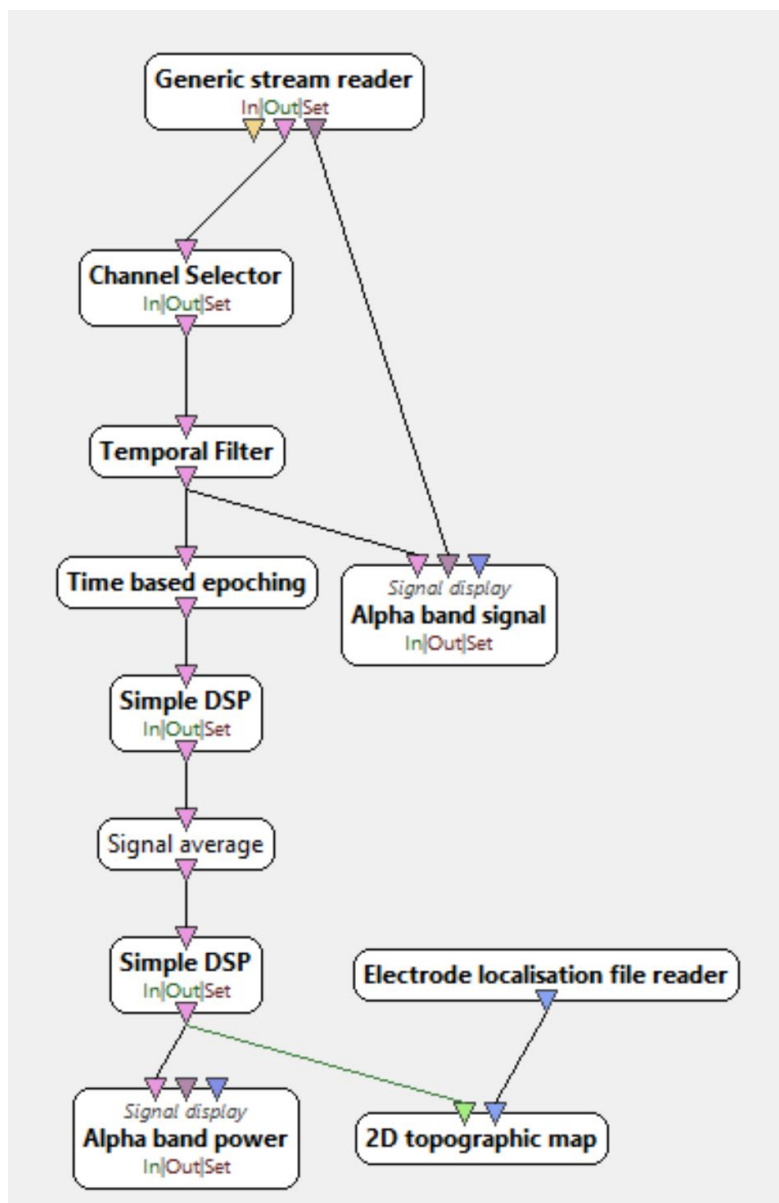 Generic stream reader
In|Out|Set
Channel Selector
In|Out|Set
Temporal Filter
Time based epoching
Signal display
Alpha band signal
In|Out|Set
Simple DSP
In|Out|Set
Signal average
Simple DSP
In|Out|Set
Electrode localisation file reader
Signal display
Alpha band power
In|Out|Set
2D topographic map